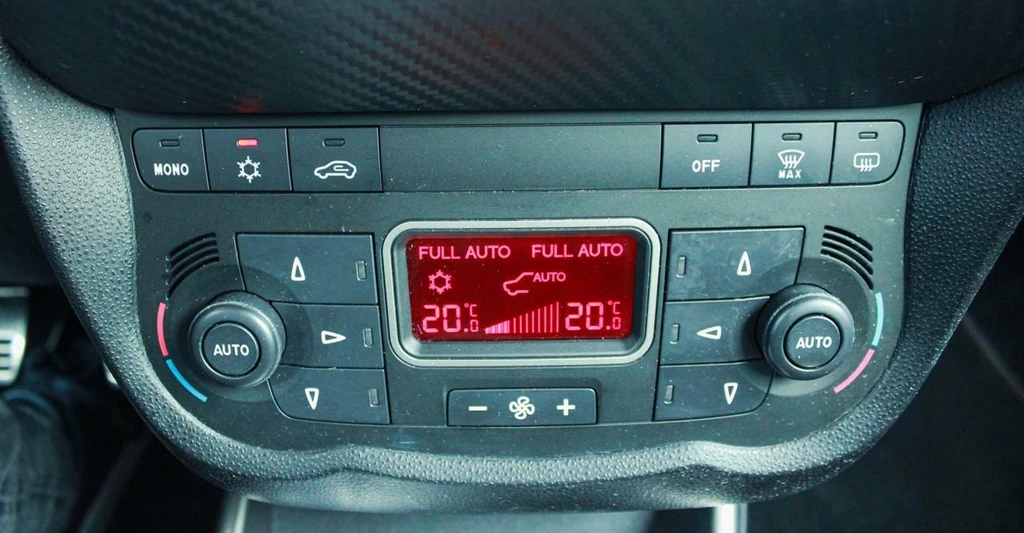 MONO
OFF
MAX
FULL AUTO FULL AUTO
AUTO
20.0 °C 20.0 °C
AUTO
AUTO
- +